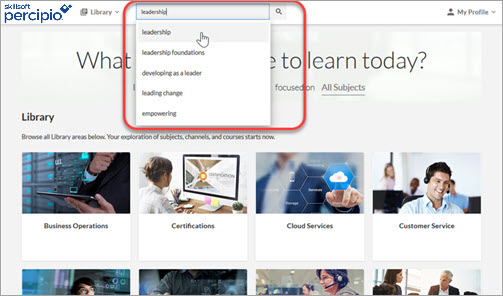 skillsoft
percipio
Library
leadership
My Profile
leadership
leadership foundations
developing as a leader
leading change
empowering
What e to learn today?
focused on All Subjects
Library
Browse all Library areas below. Your exploration of subjects, channels, and courses starts now.
Business Operations
Certifications
Cloud Services
Customer Service